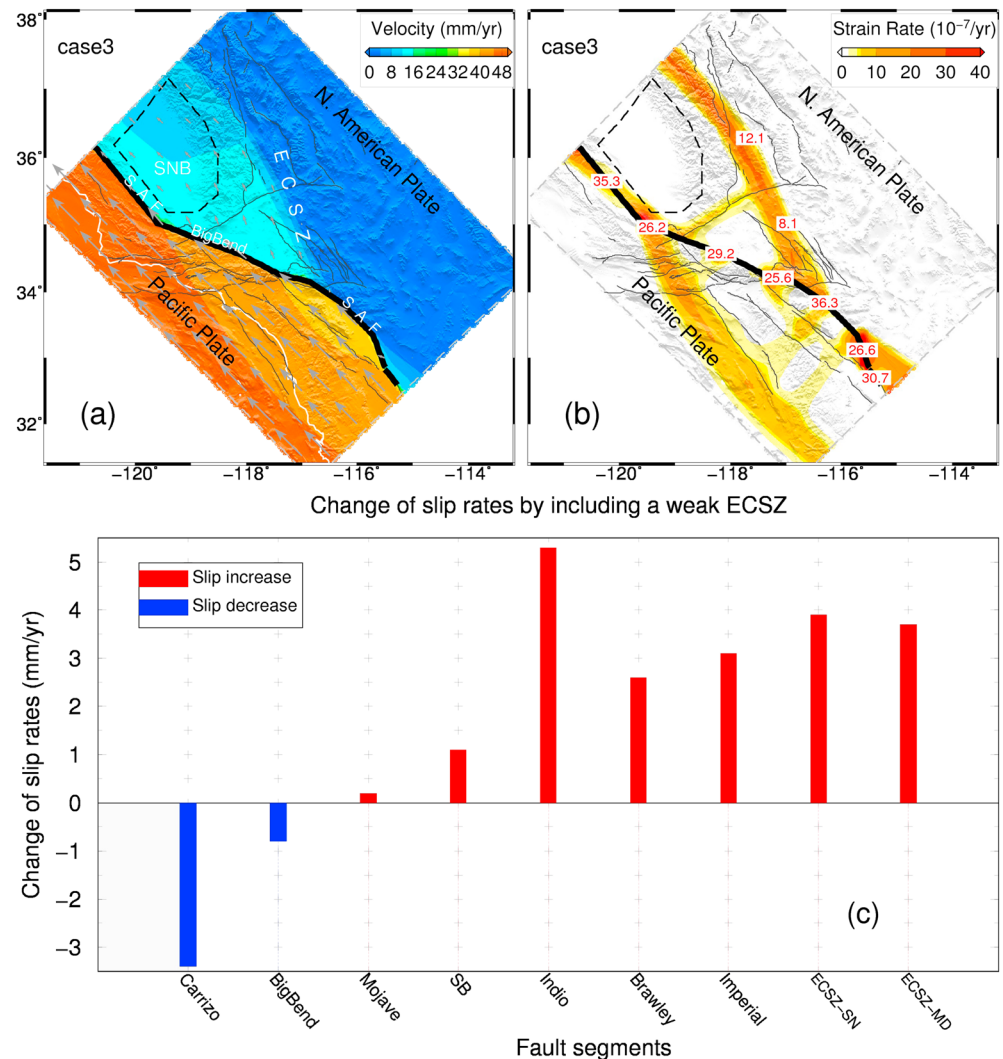 case3
Velocity (mm/yr)
0 8 16 24 32 40 48
38°
36°
34°
32°
−120 −118 −116 −114
N. American Plate
ECSZ
SNB
S.A.F.
BigBend
S.A.F.
Pacific Plate
(a)
case3
Strain Rate (10⁻⁷/yr)
0 10 20 30 40
N. American Plate
12.1
35.3
26.2
8.1
29.2
25.6
36.3
26.6
30.7
Pacific Plate
(b)
−120 −118 −116 −114
Change of slip rates by including a weak ECSZ
Slip increase
Slip decrease
Change of slip rates (mm/yr)
5
4
3
2
1
0
−1
−2
−3
(c)
Carrizo
BigBend
Mojave
SB
Indio
Brawley
Imperial
ECSZ−SN
ECSZ−MD
Fault segments